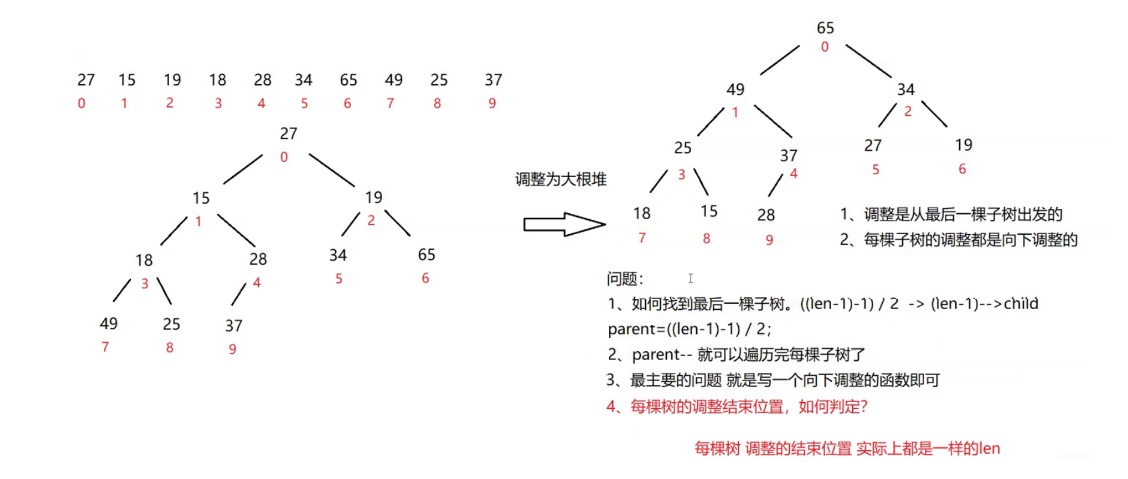 27 15 19 18 28 34 65 49 25 37
0 1 2 3 4 5 6 7 8 9
27
0
15 19
1 2
18 28 34 65
3 4 5 6
49 25 37
7 8 9
调整为大根堆
65
0
49 34
1 2
25 37 27 19
3 4 5 6
18 15 28
7 8 9
1、调整是从最后一棵子树出发的
2、每棵子树的调整都是向下调整的
问题:
1、如何找到最后一棵子树。((len-1)-1) / 2 -> (len-1)-->child
parent=((len-1)-1) / 2;
2、parent-- 就可以遍历完每棵子树了
3、最主要的问题 就是写一个向下调整的函数即可
4、每棵树的调整结束位置，如何判定?
每棵树 调整的结束位置 实际上都是一样的len